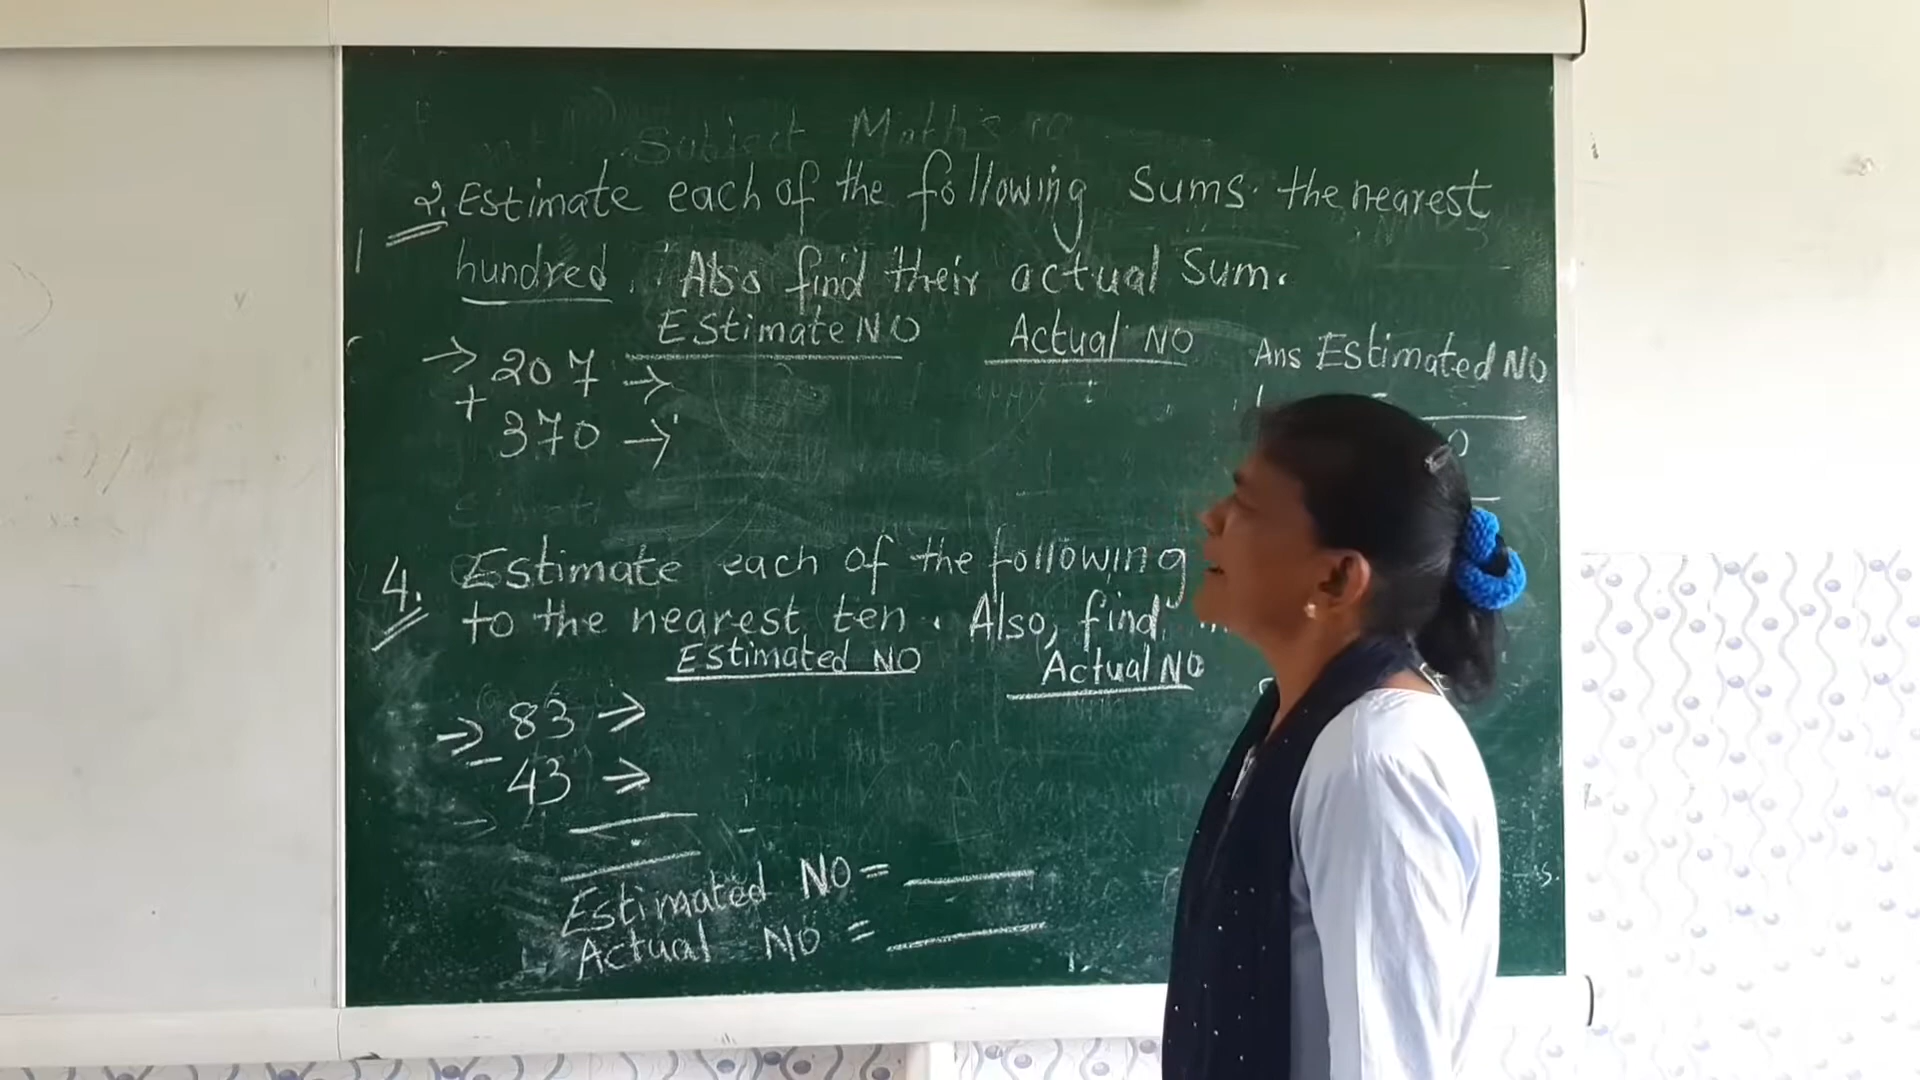 Subject Maths
2. Estimate each of the following sums. the nearest
hundred. Also find their actual Sum.
Estimate NO Actual NO
Ans Estimated NO
→ 207 →
+
370 →
4. Estimate each of the following
to the nearest ten. Also, find
Estimated NO Actual NO
→ 83 →
-
43 →
Estimated NO = ____
Actual NO = ____